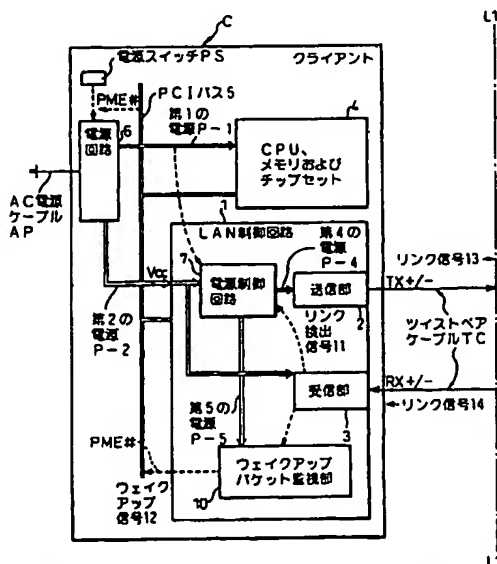 C
L1
電源スイッチPS
クライアント
PME#
PCIバス5
6
第1の
電源P-1
4
電源
回路
CPU、
メモリおよび
チップセット
AC電源
ケーブル
AP
1
LAN制御回路
7
第4の
電源
P-4
リンク信号13
Vcc
電源制御
回路
送信部
TX+/-
2
第2の
電源
P-2
リンク
検出
信号11
ツイストペア
ケーブルTC
受信部
RX+/-
3
リンク信号14
第5の
電源
P-5
PME#
ウェイクアップ
パケット監視部
10
ウェイク
アップ
信号12
L1